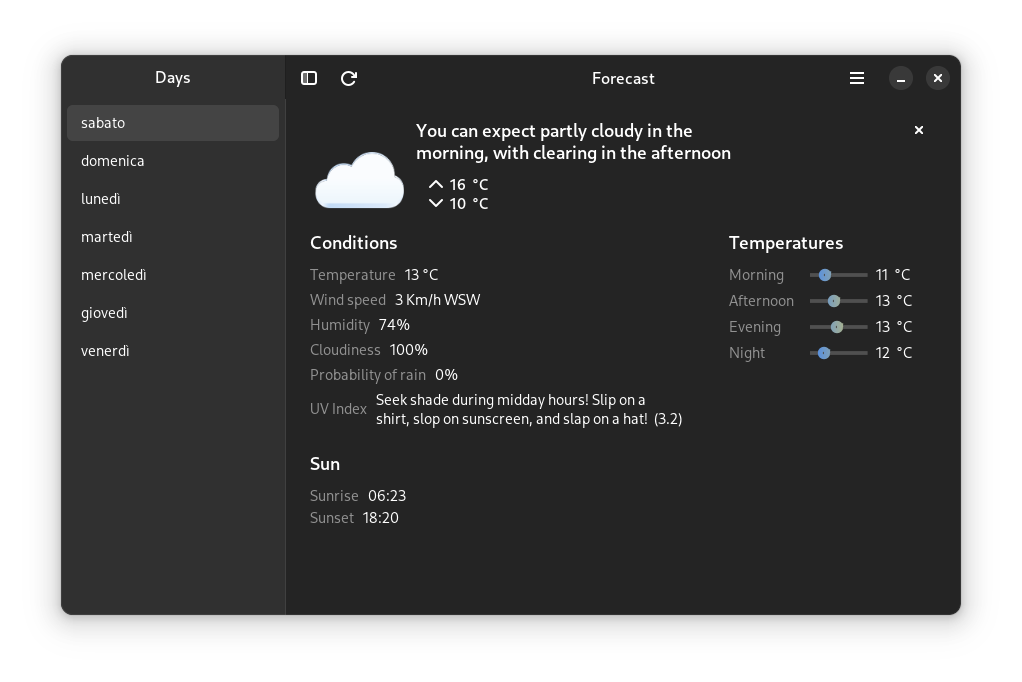 Days
sabato
domenica
lunedì
martedì
mercoledì
giovedì
venerdì
Forecast
You can expect partly cloudy in the
morning, with clearing in the afternoon
16 °C
10 °C
Conditions
Temperature 13 °C
Wind speed 3 Km/h WSW
Humidity 74%
Cloudiness 100%
Probability of rain 0%
UV Index Seek shade during midday hours! Slip on a
shirt, slop on sunscreen, and slap on a hat! (3.2)
Sun
Sunrise 06:23
Sunset 18:20
Temperatures
Morning 11 °C
Afternoon 13 °C
Evening 13 °C
Night 12 °C